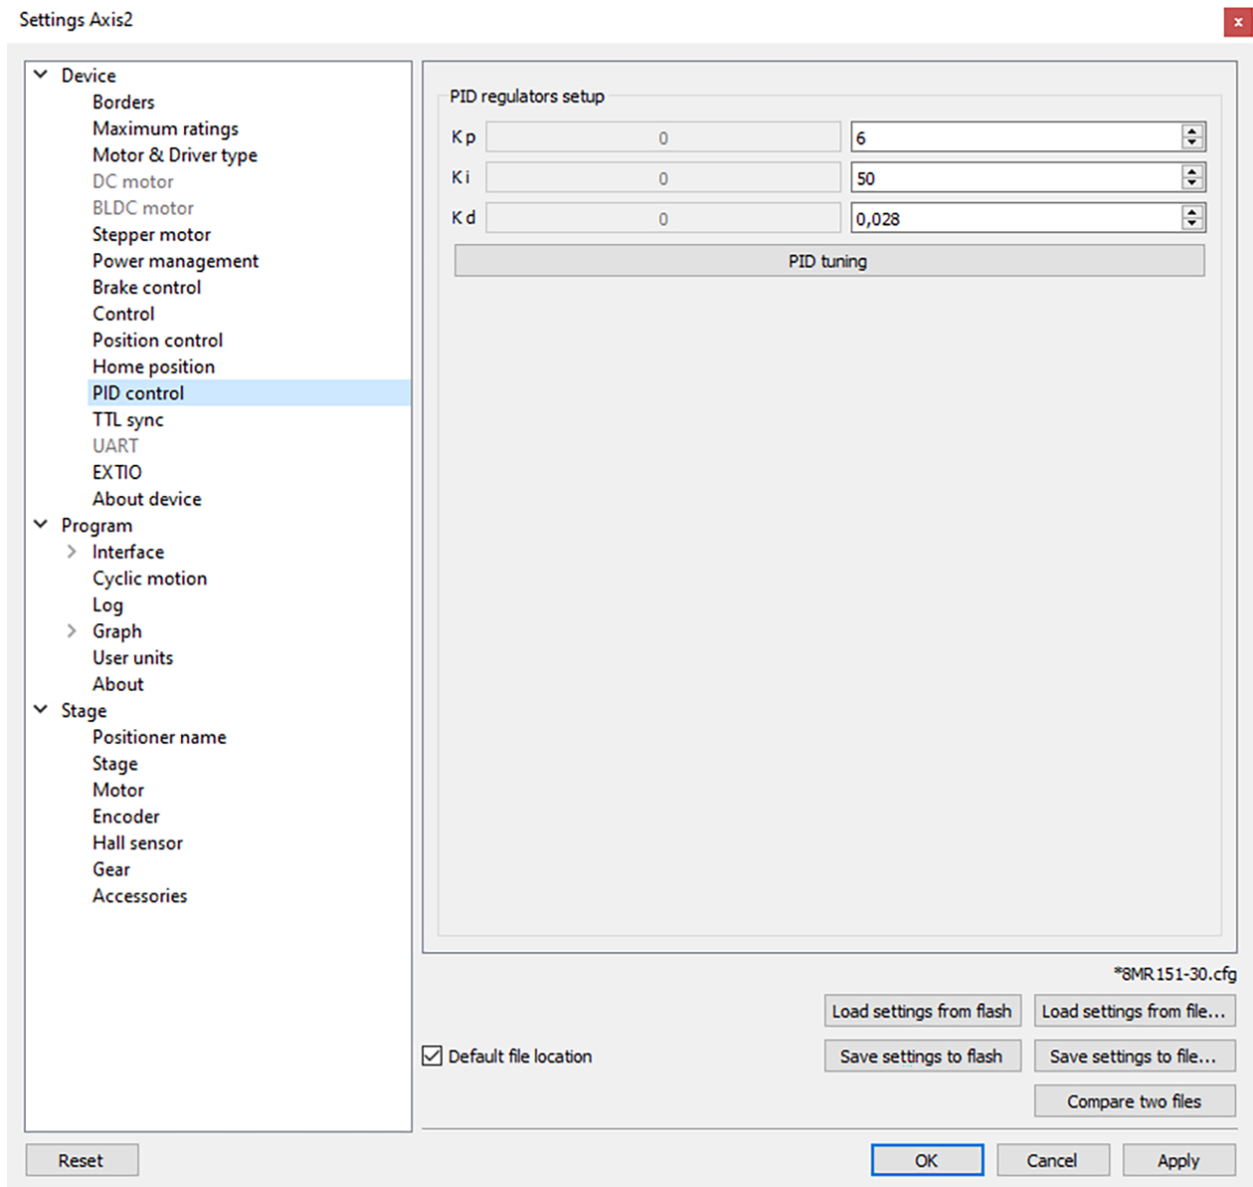 Settings Axis2
x
Device
Borders
Maximum ratings
Motor & Driver type
DC motor
BLDC motor
Stepper motor
Power management
Brake control
Control
Position control
Home position
PID control
TTL sync
UART
EXTIO
About device
Program
Interface
Cyclic motion
Log
Graph
User units
About
Stage
Positioner name
Stage
Motor
Encoder
Hall sensor
Gear
Accessories
PID regulators setup
Kp 0 6
Ki 0 50
Kd 0 0,028
PID tuning
*8MR151-30.cfg
Load settings from flash Load settings from file...
Default file location Save settings to flash Save settings to file...
Compare two files
Reset OK Cancel Apply